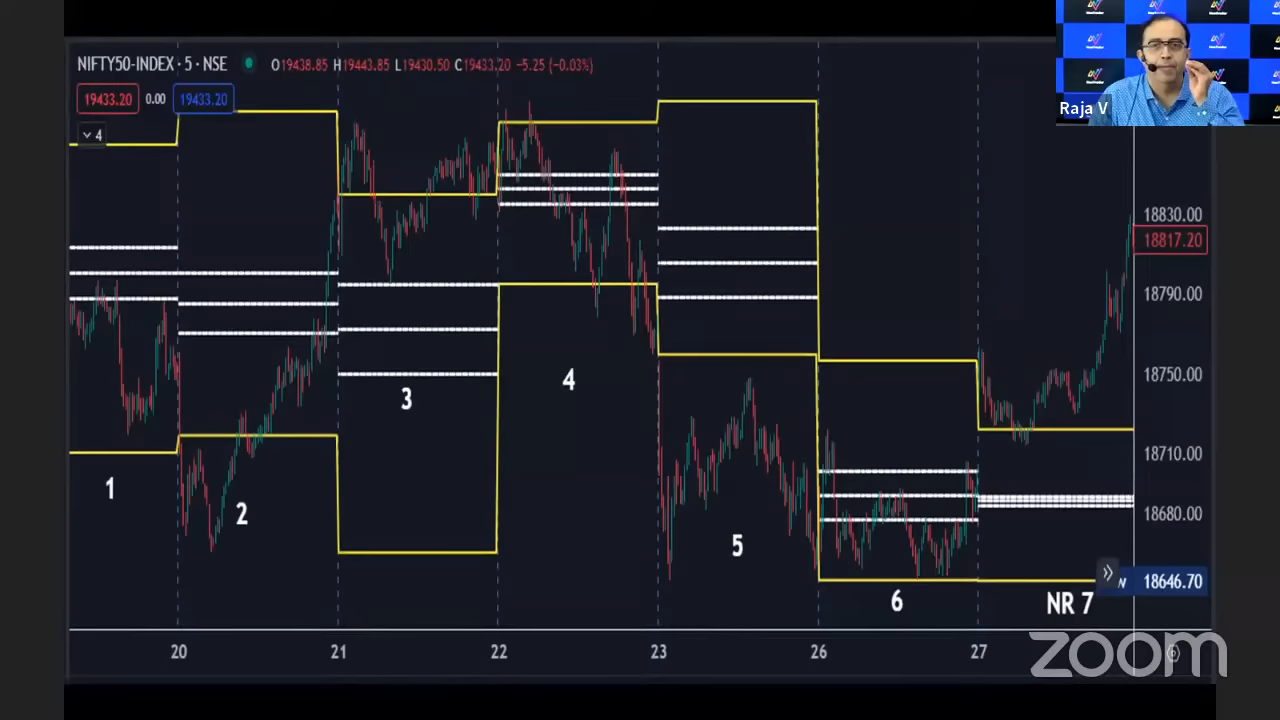 NIFTY50-INDEX · 5 · NSE O19438.85 H19443.85 L19430.50 C19433.20 -5.25 (-0.03%)
19433.20 0.00 19433.20
4
Raja V
18830.00
18817.20
18790.00
18750.00
18710.00
18680.00
18646.70
1
2
3
4
5
6
NR 7
20 21 22 23 26 27
zoom